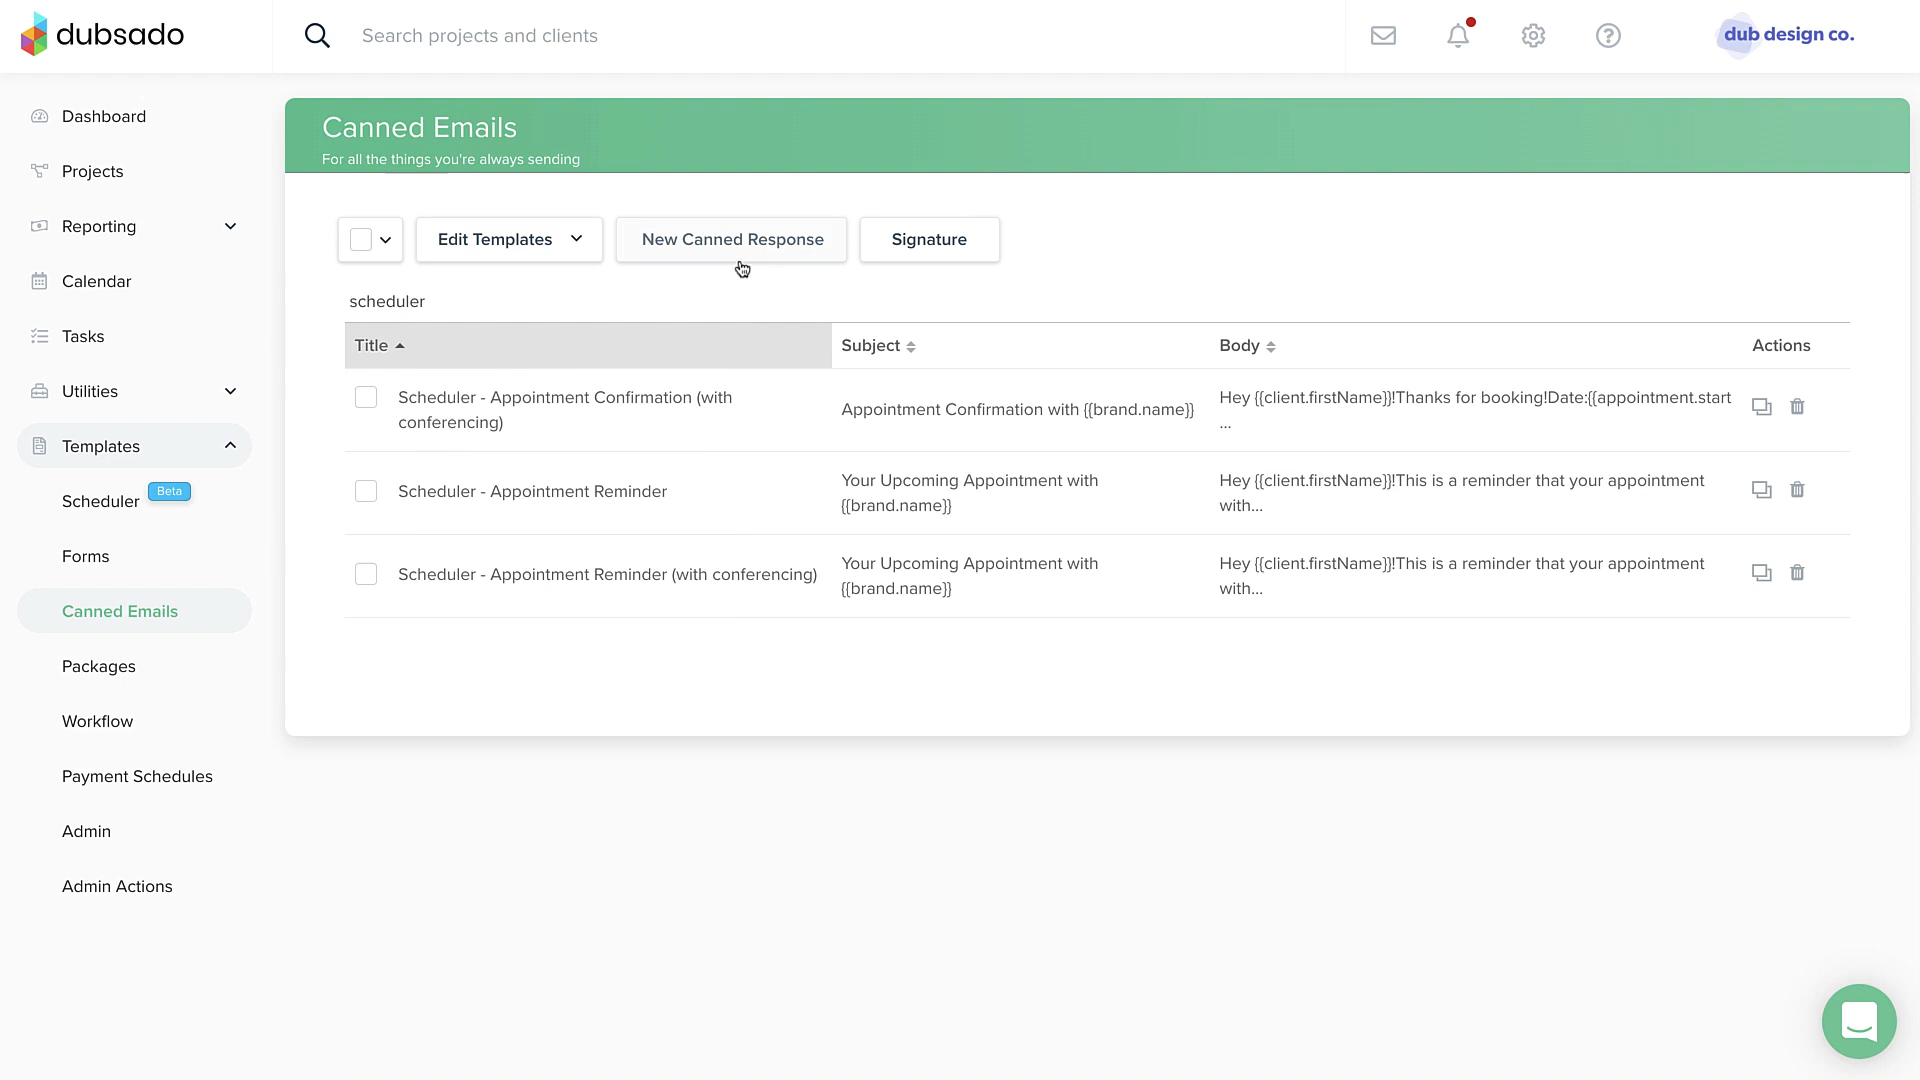 dubsado
Search projects and clients
dub design co.
Dashboard
Projects
Reporting
Calendar
Tasks
Utilities
Templates
Scheduler
Beta
Forms
Canned Emails
Packages
Workflow
Payment Schedules
Admin
Admin Actions
Canned Emails
For all the things you're always sending
Edit Templates
New Canned Response
Signature
scheduler
Title
Subject
Body
Actions
Scheduler - Appointment Confirmation (with
conferencing)
Appointment Confirmation with {{brand.name}}
Hey {{client.firstName}}!Thanks for booking!Date:{{appointment.start
...
Scheduler - Appointment Reminder
Your Upcoming Appointment with
{{brand.name}}
Hey {{client.firstName}}!This is a reminder that your appointment
with...
Scheduler - Appointment Reminder (with conferencing)
Your Upcoming Appointment with
{{brand.name}}
Hey {{client.firstName}}!This is a reminder that your appointment
with...